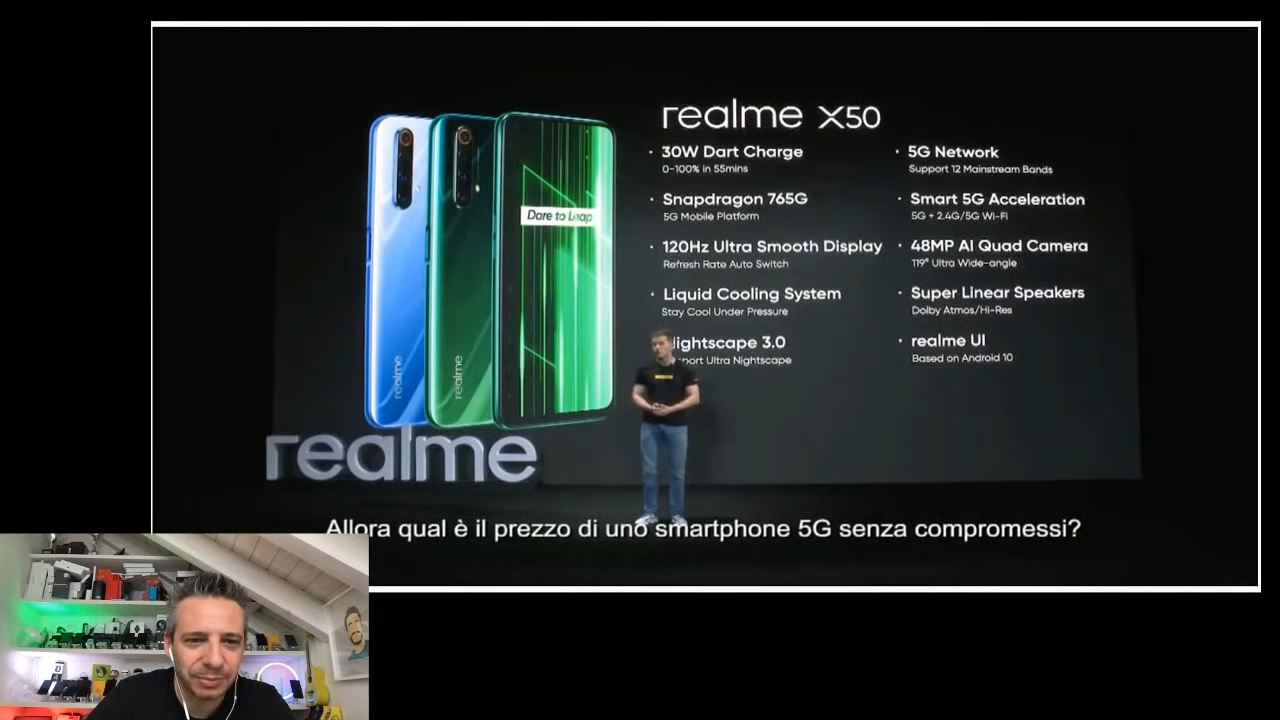 realme X50
· 30W Dart Charge
0-100% in 55mins
· Snapdragon 765G
5G Mobile Platform
· 120Hz Ultra Smooth Display
Refresh Rate Auto Switch
· Liquid Cooling System
Stay Cool Under Pressure
ightscape 3.0
port Ultra Nightscape
· 5G Network
Support 12 Mainstream Bands
· Smart 5G Acceleration
5G + 2.4G/5G Wi-Fi
· 48MP AI Quad Camera
119° Ultra Wide-angle
· Super Linear Speakers
Dolby Atmos/Hi-Res
· realme UI
Based on Android 10
Dare to Leap
realme
realme
realme
Allora qual è il prezzo di uno smartphone 5G senza compromessi?